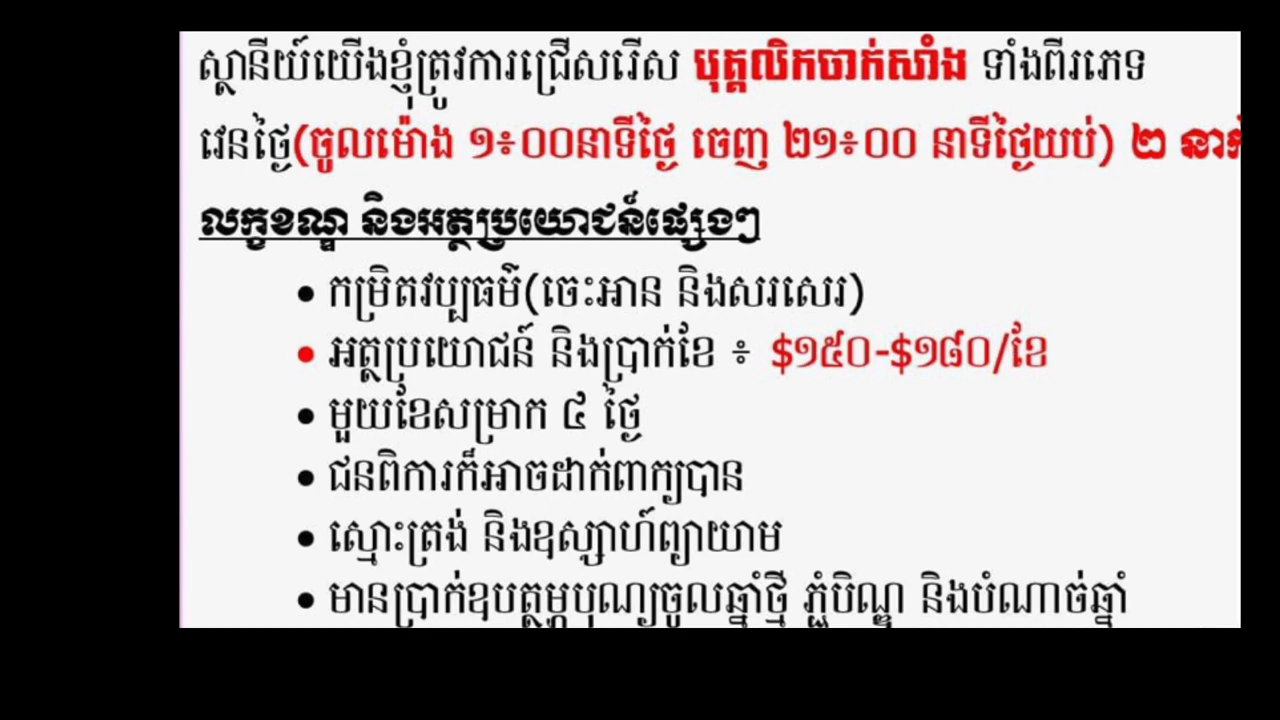 ស្ថានីយ៍យើងខ្ញុំត្រូវការជ្រើសរើស បុគ្គលិកចាក់សាំង ទាំងពីរភេទ
វេនថ្ងៃ(ចូលម៉ោង ១៖០០នាទីថ្ងៃ ចេញ ២១៖០០ នាទីថ្ងៃយប់) ២
លក្ខខណ្ឌ និងអត្ថប្រយោជន៍ផ្សេងៗ
• កម្រិតវប្បធម៌(ចេះអាន និងសរសេរ)
• អត្ថប្រយោជន៍ និងប្រាក់ខែ ៖ $១៥០-$១៨០/ខែ
• មួយខែសម្រាក ៤ ថ្ងៃ
• ជនពិការក៏អាចដាក់ពាក្យបាន
• ស្មោះត្រង់ និងឧស្សាហ៍ព្យាយាម
• មានប្រាក់ឧបត្ថម្ភបុណ្យចូលឆ្នាំថ្មី ភ្ជុំបិណ្ឌ និងបំណាច់ឆ្នាំ